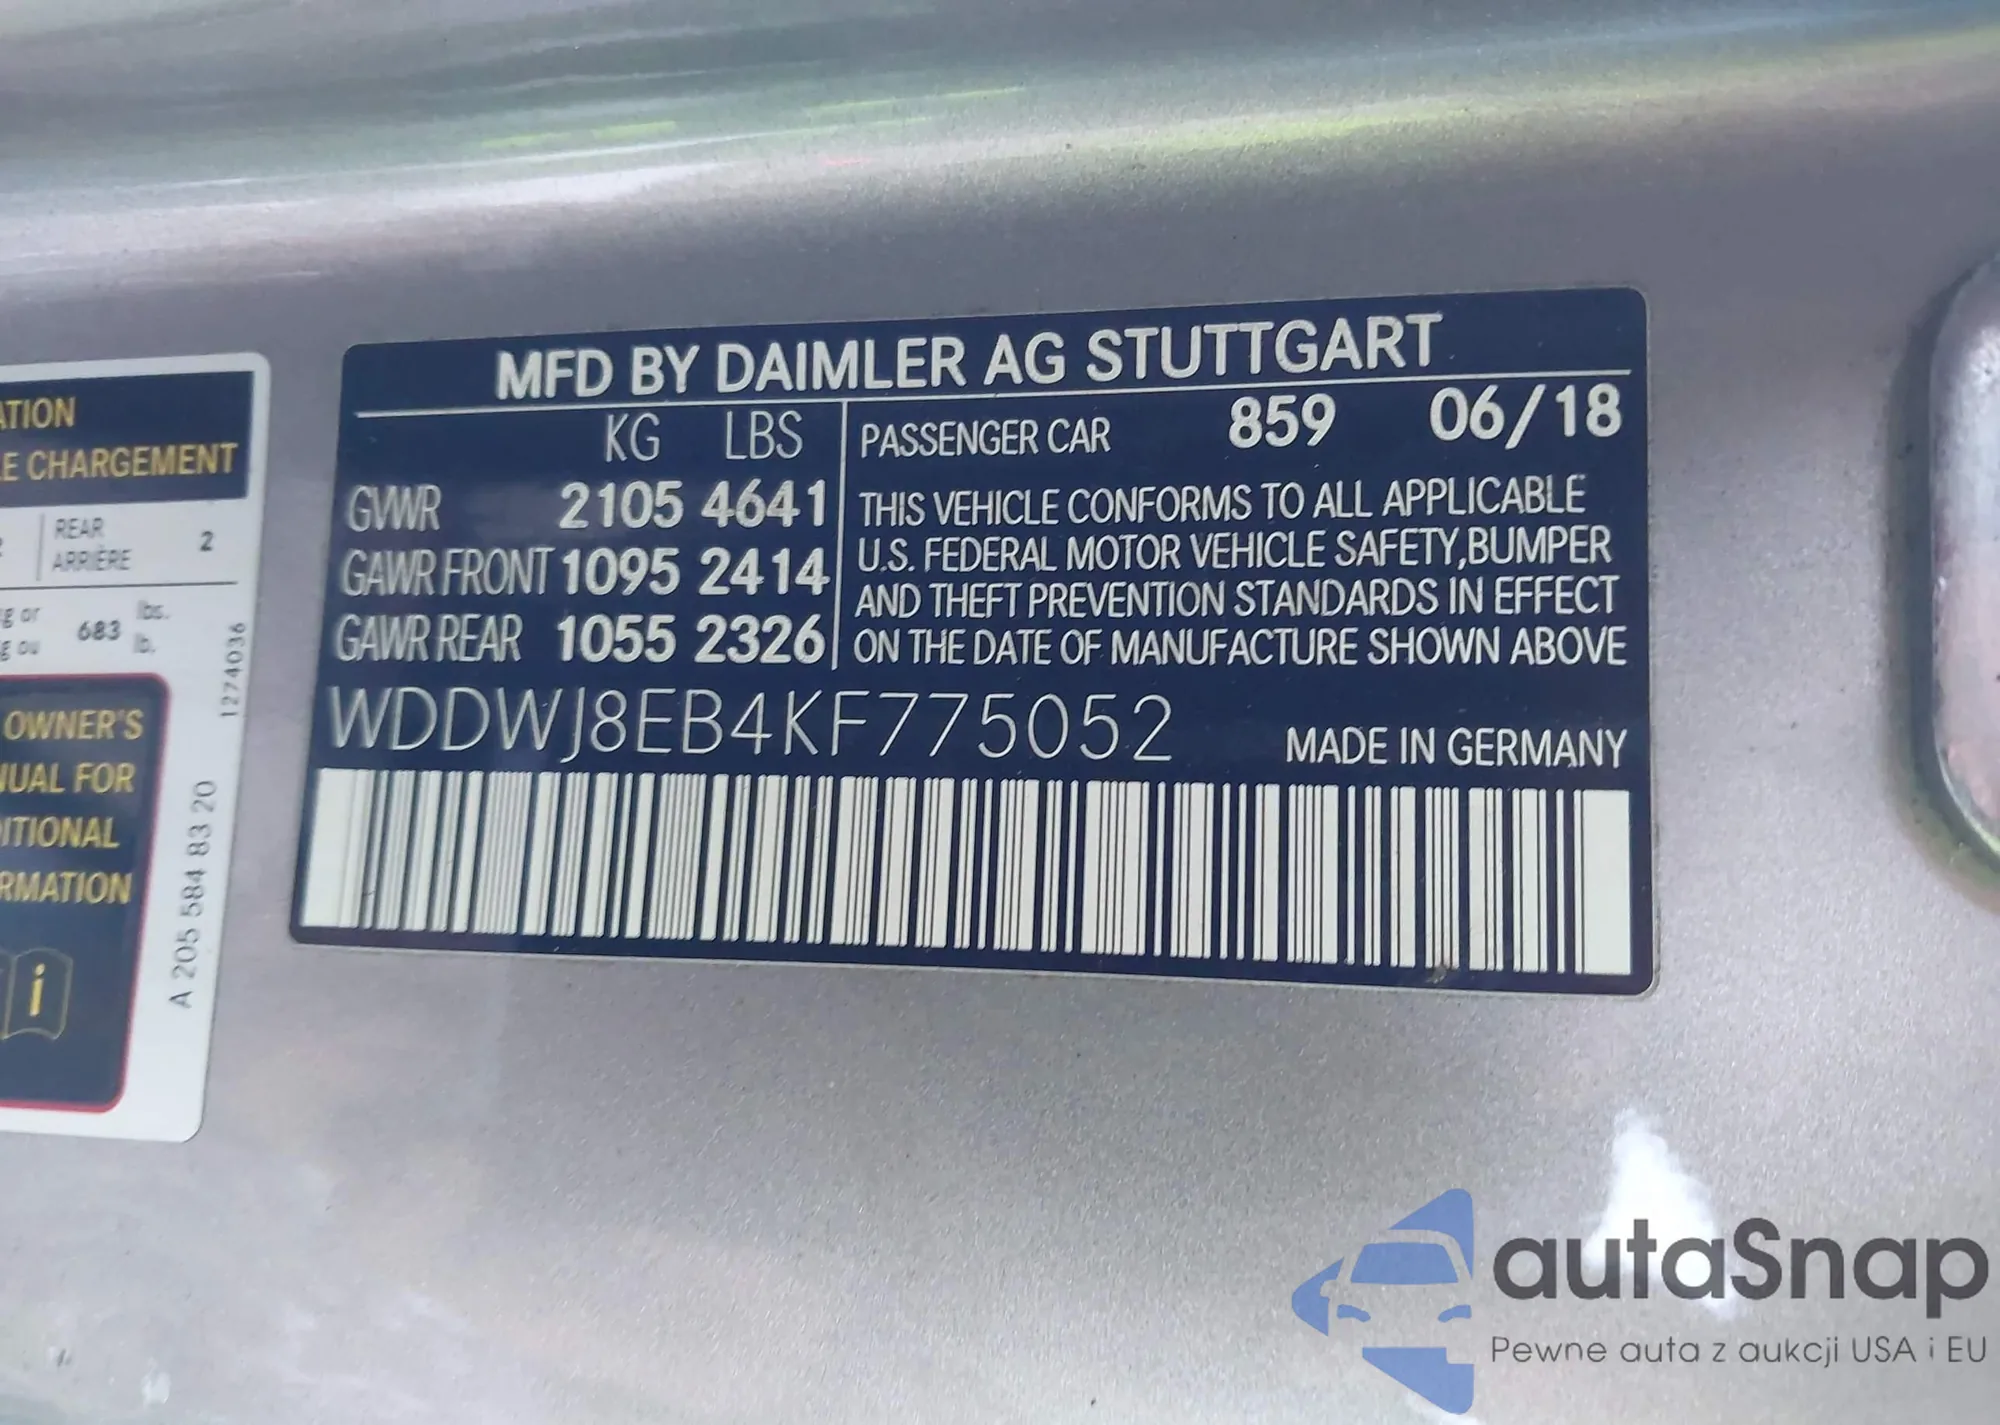 MFD BY DAIMLER AG STUTTGART
KG LBS
GVWR 2105 4641
GAWR FRONT 1095 2414
GAWR REAR 1055 2326
PASSENGER CAR 859 06/18
THIS VEHICLE CONFORMS TO ALL APPLICABLE
U.S. FEDERAL MOTOR VEHICLE SAFETY,BUMPER
AND THEFT PREVENTION STANDARDS IN EFFECT
ON THE DATE OF MANUFACTURE SHOWN ABOVE
WDDWJ8EB4KF775052
MADE IN GERMANY
ATION
E CHARGEMENT
REAR 2
ARRIÈRE
g or 683 lbs.
g ou lb.
1274036
OWNER'S
UAL FOR
ITIONAL
RMATION
i
A 205 584 83 20
autaSnap
Pewne auta z aukcji USA i EU